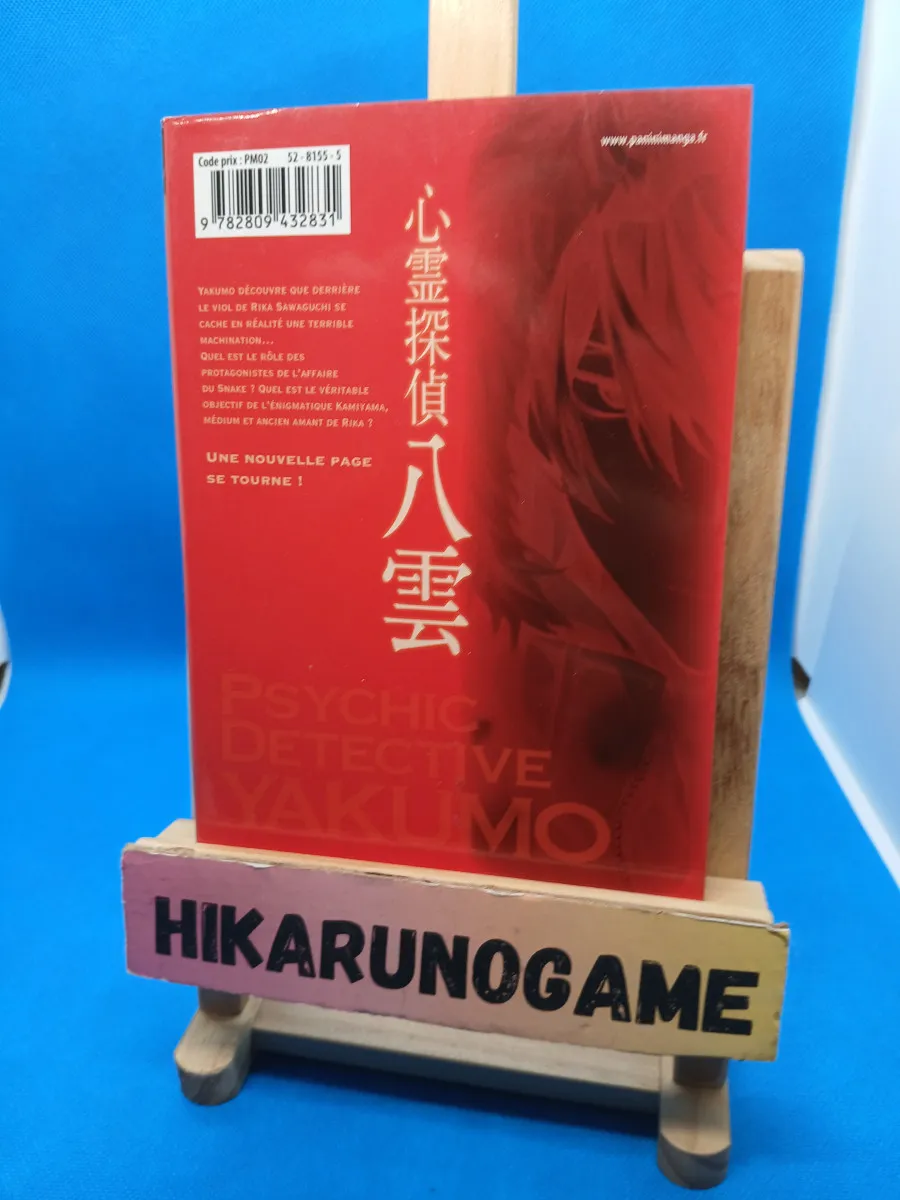 www.paninimanga.fr
Code prix : PM02 52 - 8155 - 5
9 782809 432831
心霊探偵八雲
YAKUMO DÉCOUVRE QUE DERRIÈRE
LE VIOL DE RIKA SAWAGUCHI SE
CACHE EN RÉALITÉ UNE TERRIBLE
MACHINATION...
QUEL EST LE RÔLE DES
PROTAGONISTES DE L'AFFAIRE
DU SNAKE ? QUEL EST LE VÉRITABLE
OBJECTIF DE L'ÉNIGMATIQUE KAMIYAMA,
MÉDIUM ET ANCIEN AMANT DE RIKA ?
UNE NOUVELLE PAGE
SE TOURNE !
PSYCHIC
DETECTIVE
YAKUMO
HIKARUNOGAME